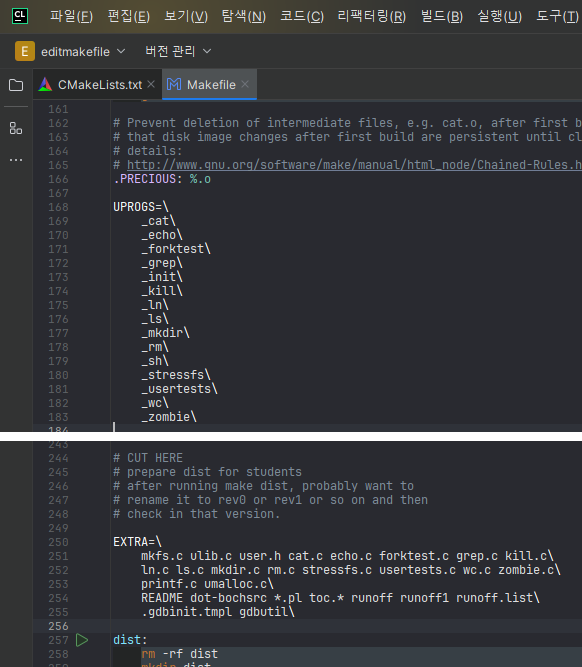 CL 파일(F) 편집(E) 보기(V) 탐색(N) 코드(C) 리팩터링(R) 빌드(B) 실행(U) 도구(T)
E editmakefile 버전 관리
CMakeLists.txt Makefile
161
162 # Prevent deletion of intermediate files, e.g. cat.o, after first b
163 # that disk image changes after first build are persistent until cl
164 # details:
165 # http://www.gnu.org/software/make/manual/html_node/Chained-Rules.h
166 .PRECIOUS: %.o
167
168 UPROGS=\
169 _cat\
170 _echo\
171 _forktest\
172 _grep\
173 _init\
174 _kill\
175 _ln\
176 _ls\
177 _mkdir\
178 _rm\
179 _sh\
180 _stressfs\
181 _usertests\
182 _wc\
183 _zombie\
184
243
244 # CUT HERE
245 # prepare dist for students
246 # after running make dist, probably want to
247 # rename it to rev0 or rev1 or so on and then
248 # check in that version.
249
250 EXTRA=\
251 mkfs.c ulib.c user.h cat.c echo.c forktest.c grep.c kill.c\
252 ln.c ls.c mkdir.c rm.c stressfs.c usertests.c wc.c zombie.c\
253 printf.c umalloc.c\
254 README dot-bochsrc *.pl toc.* runoff runoff1 runoff.list\
255 .gdbinit.tmpl gdbutil\
256
257 dist:
258 rm -rf dist
259 mkdir dist